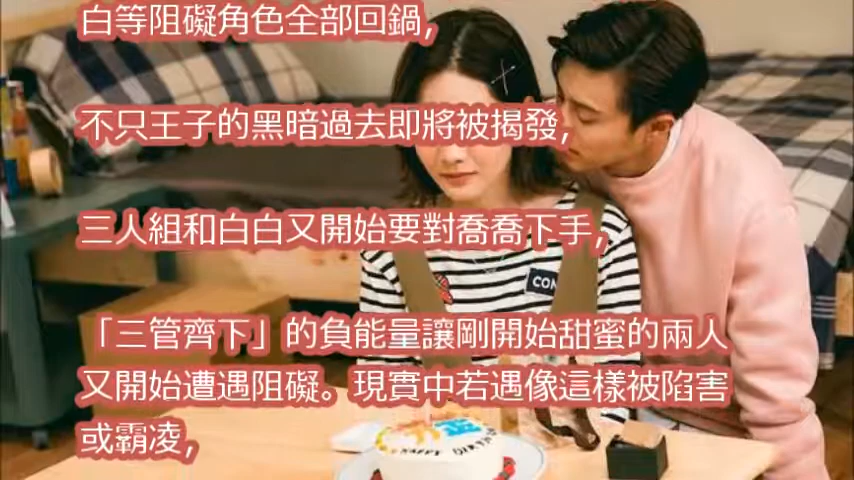 白等阻礙角色全部回鍋,
不只王子的黑暗過去即將被揭發,
三人組和白白又開始要對喬喬下手,
「三管齊下」的負能量讓剛開始甜蜜的兩人
又開始遭遇阻礙。現實中若遇像這樣被陷害
或霸凌,
CON
HAPPY